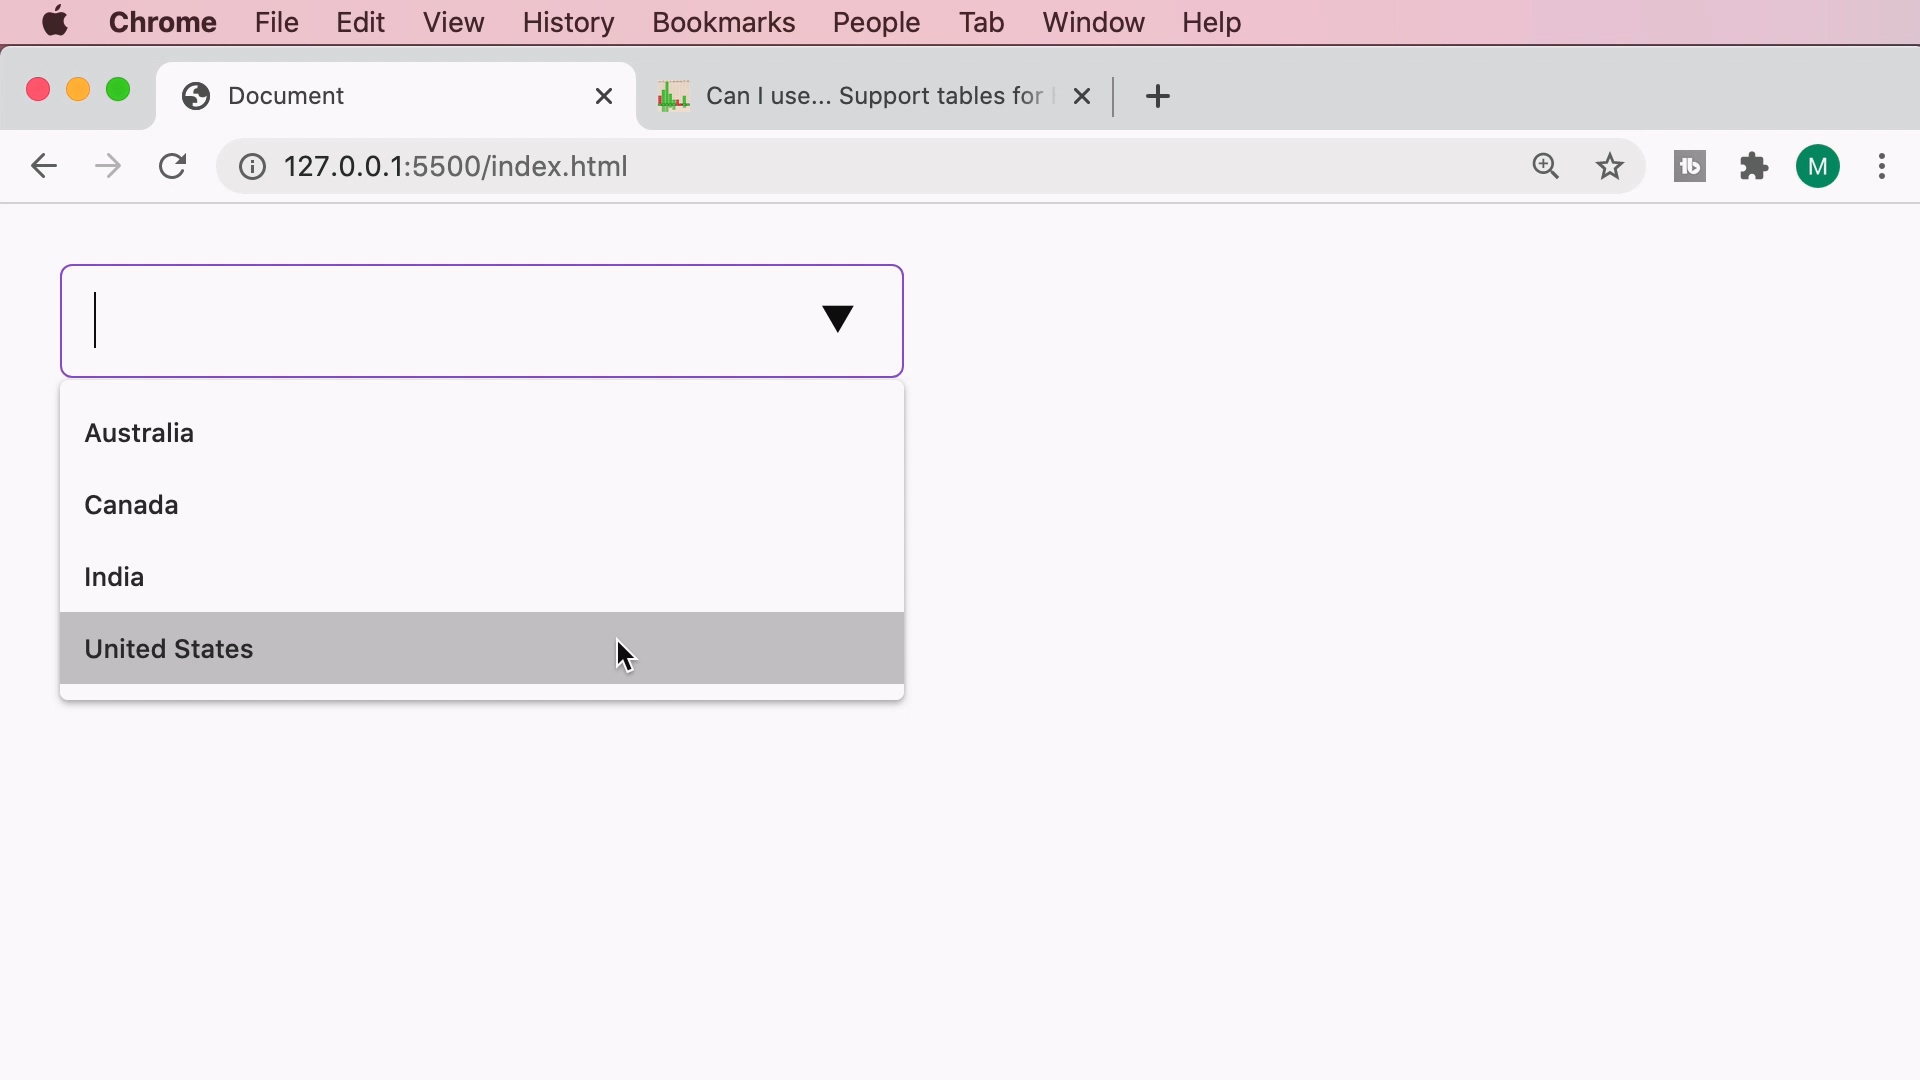 Chrome File Edit View History Bookmarks People Tab Window Help
Document
Can I use... Support tables for
127.0.0.1:5500/index.html
M
Australia
Canada
India
United States